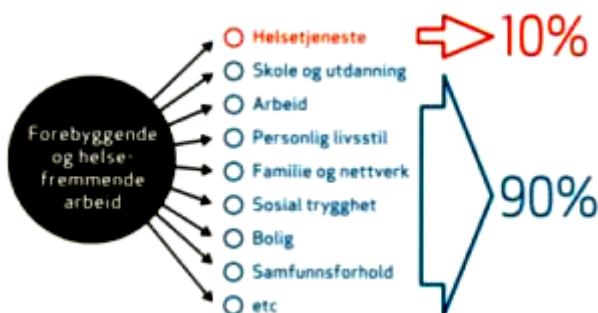 Forebyggende
og helse-
fremmende
arbeid
Helsetjeneste
Skole og utdanning
Arbeid
Personlig livsstil
Familie og nettverk
Sosial trygghet
Bolig
Samfunnsforhold
etc
10%
90%